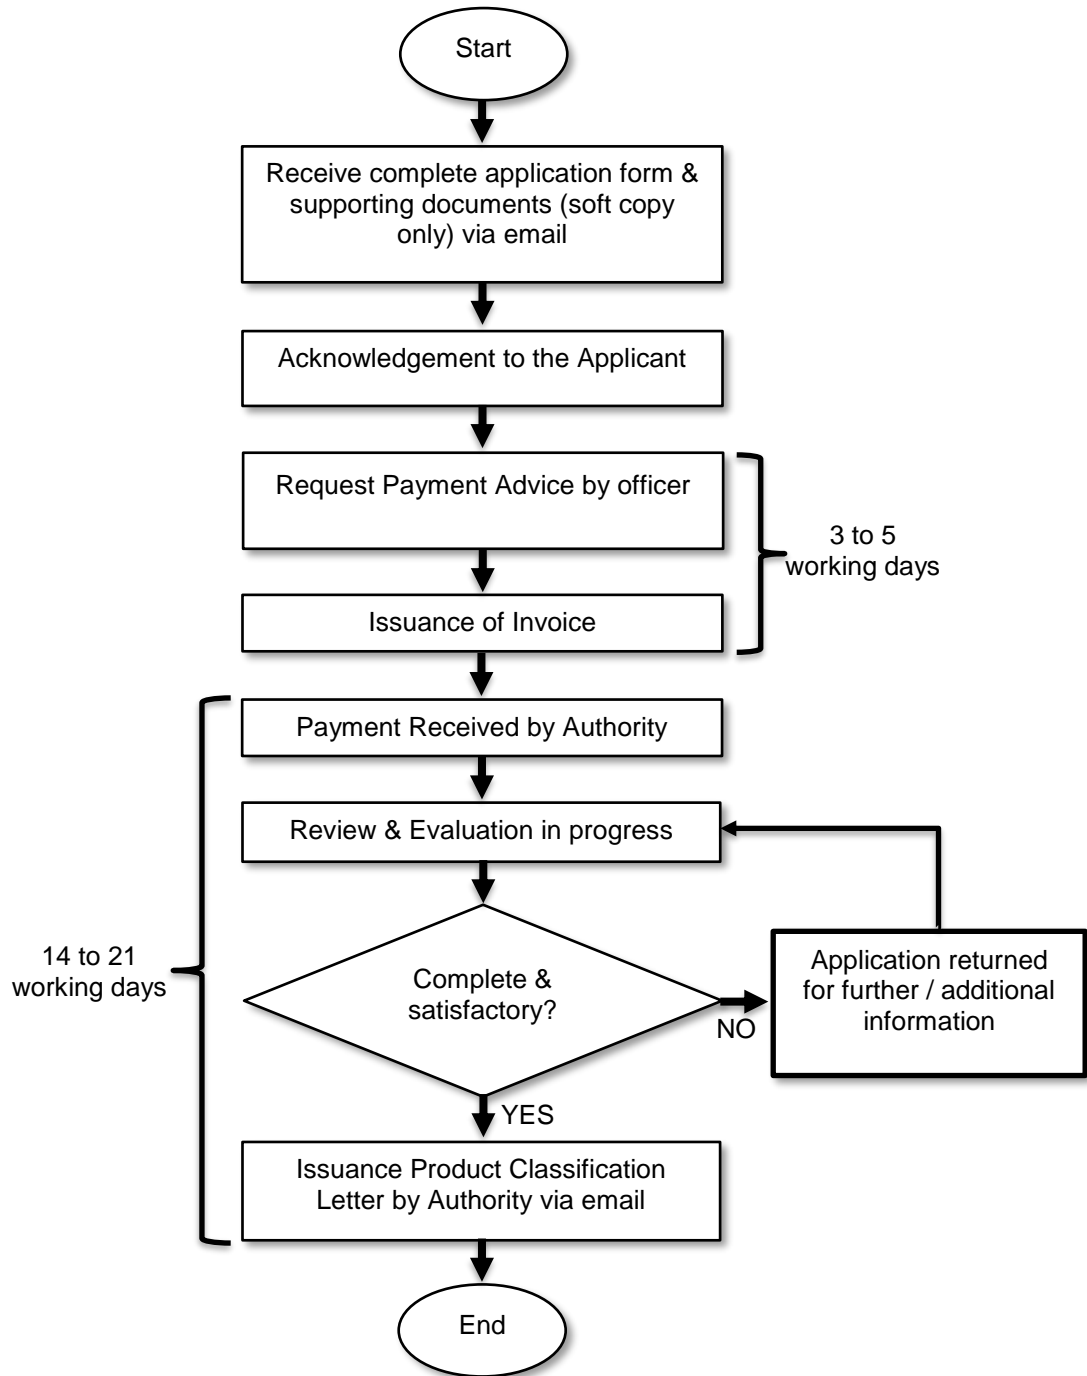 Start
Receive complete application form &
supporting documents (soft copy
only) via email
Acknowledgement to the Applicant
Request Payment Advice by officer
3 to 5
working days
Issuance of Invoice
Payment Received by Authority
Review & Evaluation in progress
14 to 21
working days
Complete &
satisfactory?
NO
Application returned
for further / additional
information
YES
Issuance Product Classification
Letter by Authority via email
End